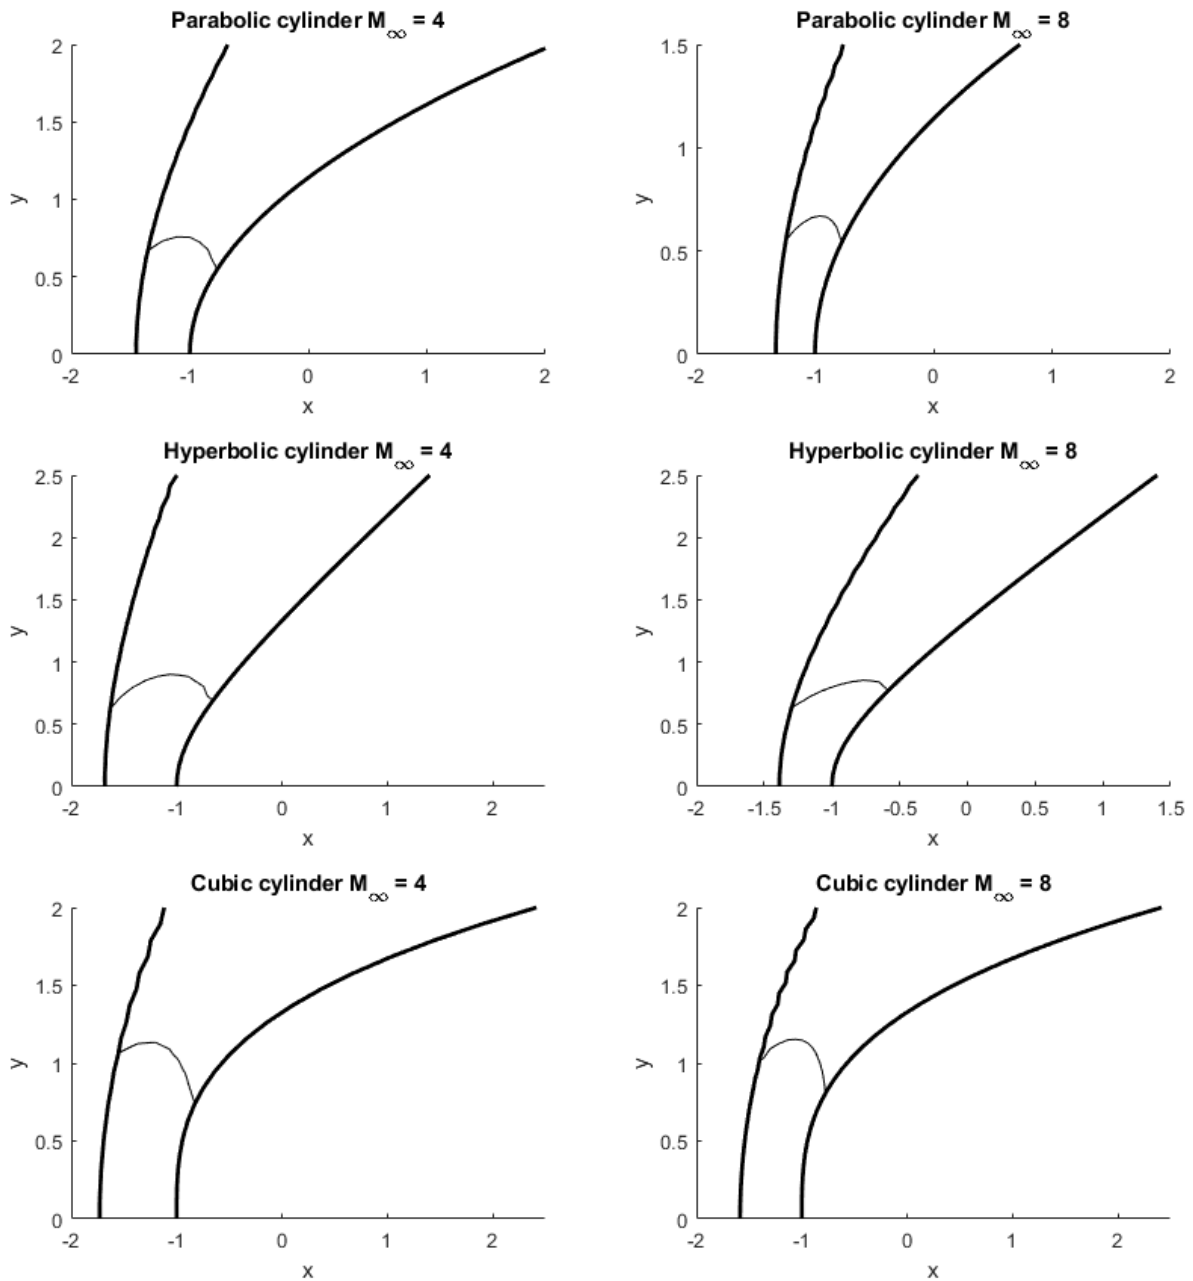 Parabolic cylinder M∞ = 4
2
1.5
1
0.5
0
y
-2 -1 0 1 2
x
Parabolic cylinder M∞ = 8
1.5
1
0.5
0
y
-2 -1 0 1 2
x
Hyperbolic cylinder M∞ = 4
2.5
2
1.5
1
0.5
0
y
-2 -1 0 1 2
x
Hyperbolic cylinder M∞ = 8
2.5
2
1.5
1
0.5
0
y
-2 -1.5 -1 -0.5 0 0.5 1 1.5
x
Cubic cylinder M∞ = 4
2
1.5
1
0.5
0
y
-2 -1 0 1 2
x
Cubic cylinder M∞ = 8
2
1.5
1
0.5
0
y
-2 -1 0 1 2
x